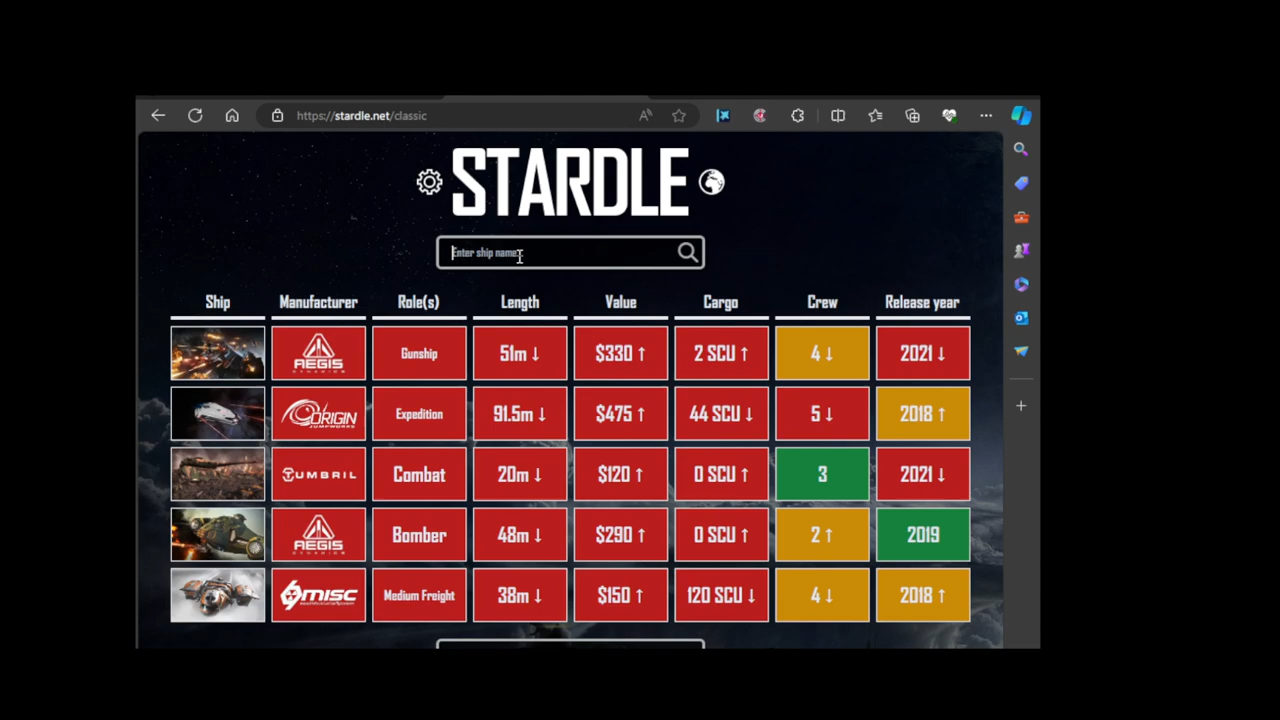 https://stardle.net/classic
STARDLE
Enter ship name
Ship Manufacturer Role(s) Length Value Cargo Crew Release year
AEGIS DYNAMICS Gunship 51m ↓ $330 ↑ 2 SCU ↑ 4 ↓ 2021 ↓
ORIGIN JUMPWORKS Expedition 91.5m ↓ $475 ↑ 44 SCU ↓ 5 ↓ 2018 ↑
TUMBRIL Combat 20m ↓ $120 ↑ 0 SCU ↑ 3 2021 ↓
AEGIS DYNAMICS Bomber 48m ↓ $290 ↑ 0 SCU ↑ 2 ↑ 2019
MISC Medium Freight 38m ↓ $150 ↑ 120 SCU ↓ 4 ↓ 2018 ↑